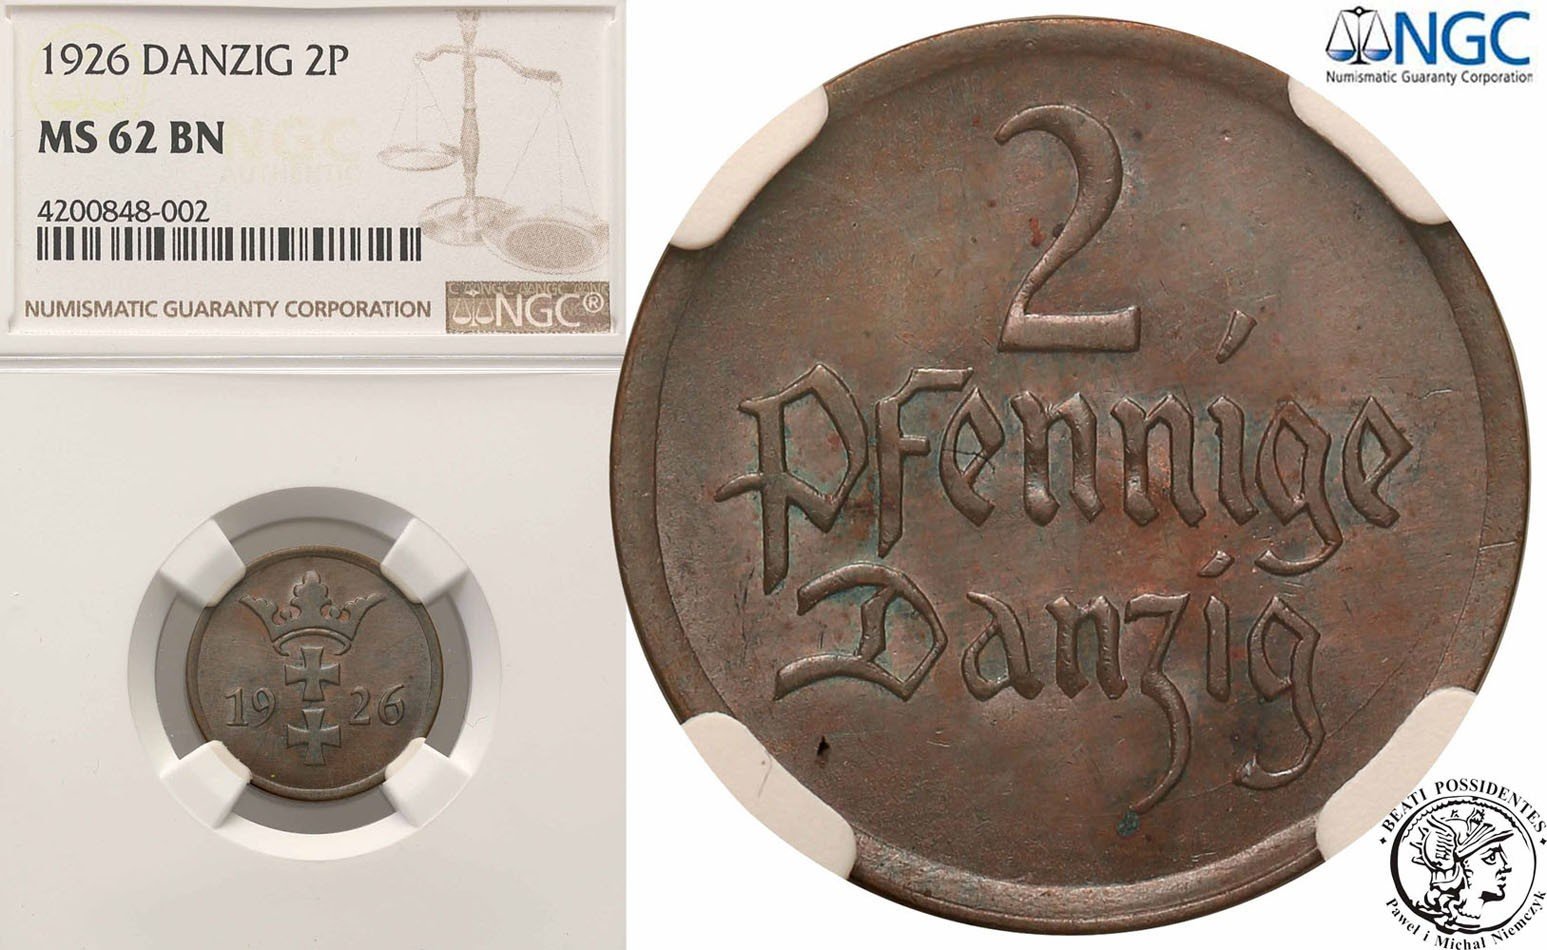 1926 DANZIG 2P
MS 62 BN
NGC
AUTHENTIC
4200848-002
NUMISMATIC GUARANTY CORPORATION
NGC®
19 26
NGC
Numismatic Guaranty Corporation
2
Pfennige
Danzig
BEATI POSSIDENTES
Paweł i Michał Niemczyk